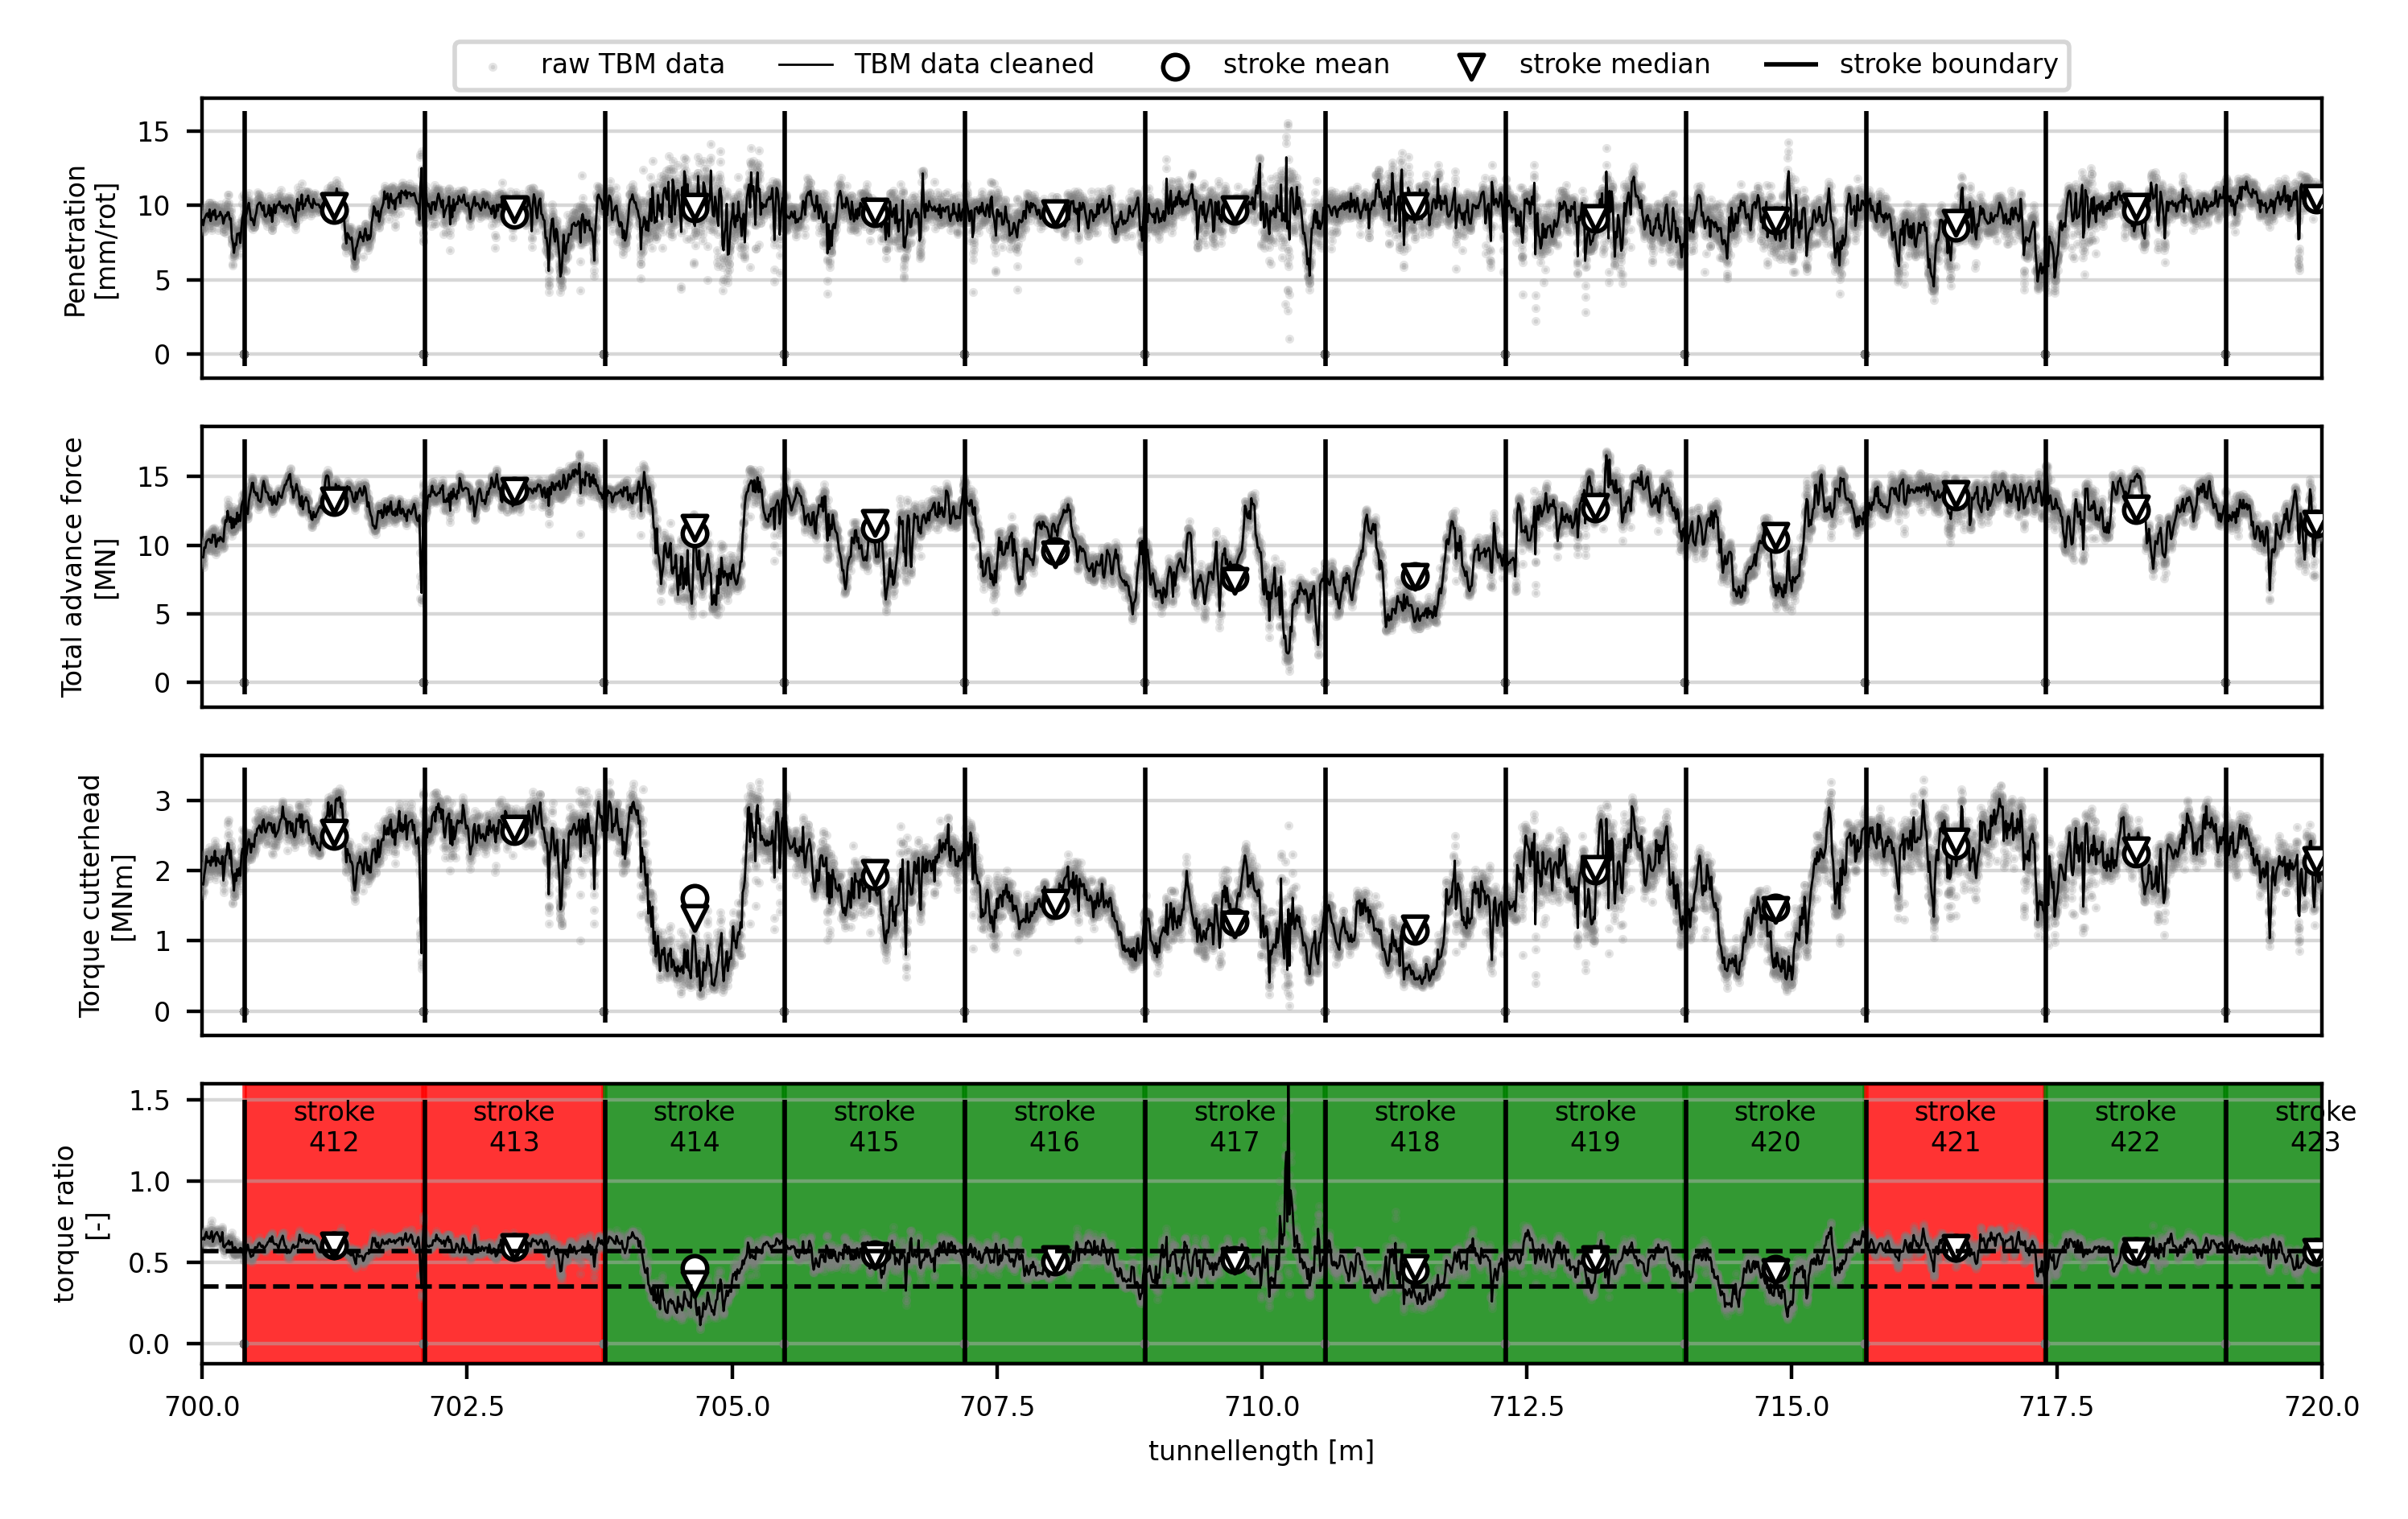 raw TBM data TBM data cleaned stroke mean stroke median stroke boundary
Penetration
[mm/rot]
15
10
5
0
Total advance force
[MN]
15
10
5
0
Torque cutterhead
[MNm]
3
2
1
0
torque ratio
[-]
1.5
1.0
0.5
0.0
stroke
412
stroke
413
stroke
414
stroke
415
stroke
416
stroke
417
stroke
418
stroke
419
stroke
420
stroke
421
stroke
422
stroke
423
700.0 702.5 705.0 707.5 710.0 712.5 715.0 717.5 720.0
tunnellength [m]